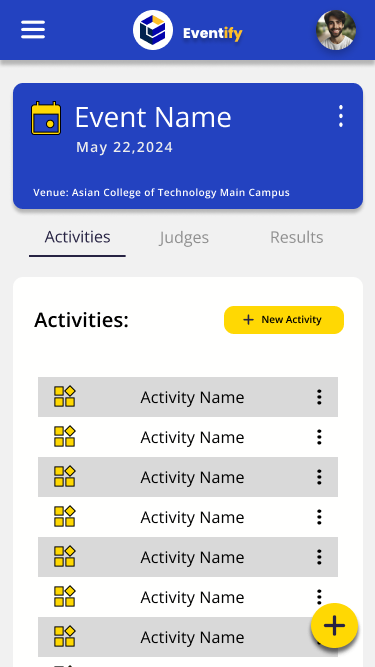 Eventify
Event Name
May 22,2024
Venue: Asian College of Technology Main Campus
Activities Judges Results
Activities:
+ New Activity
Activity Name
Activity Name
Activity Name
Activity Name
Activity Name
Activity Name
Activity Name